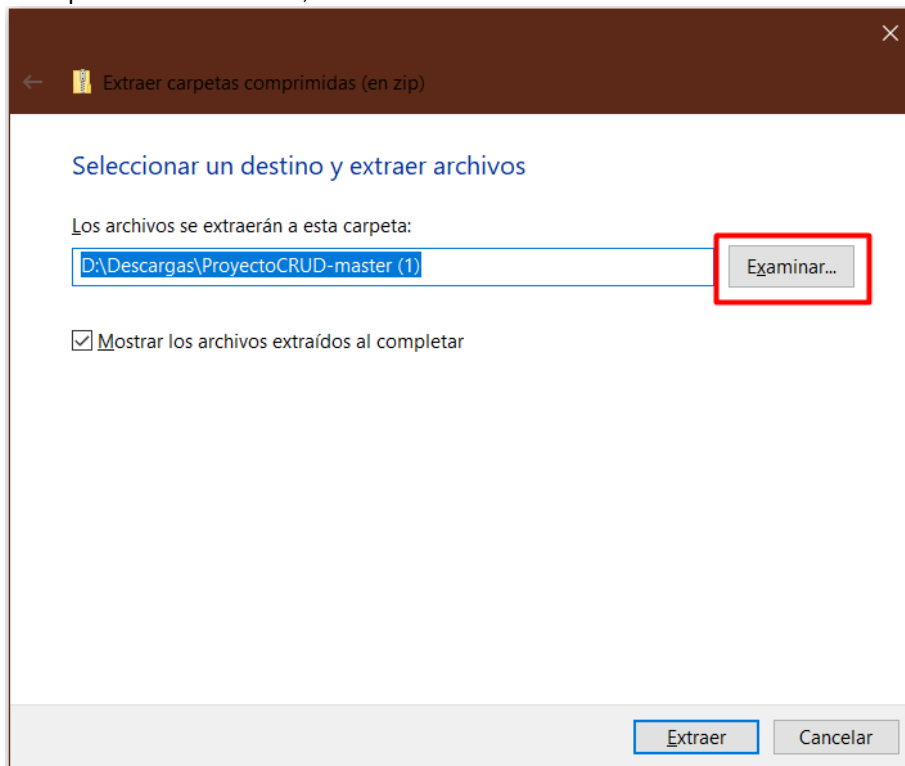 Extraer carpetas comprimidas (en zip)
Seleccionar un destino y extraer archivos
Los archivos se extraerán a esta carpeta:
D:\Descargas\ProyectoCRUD-master (1)
Examinar...
Mostrar los archivos extraídos al completar
Extraer
Cancelar